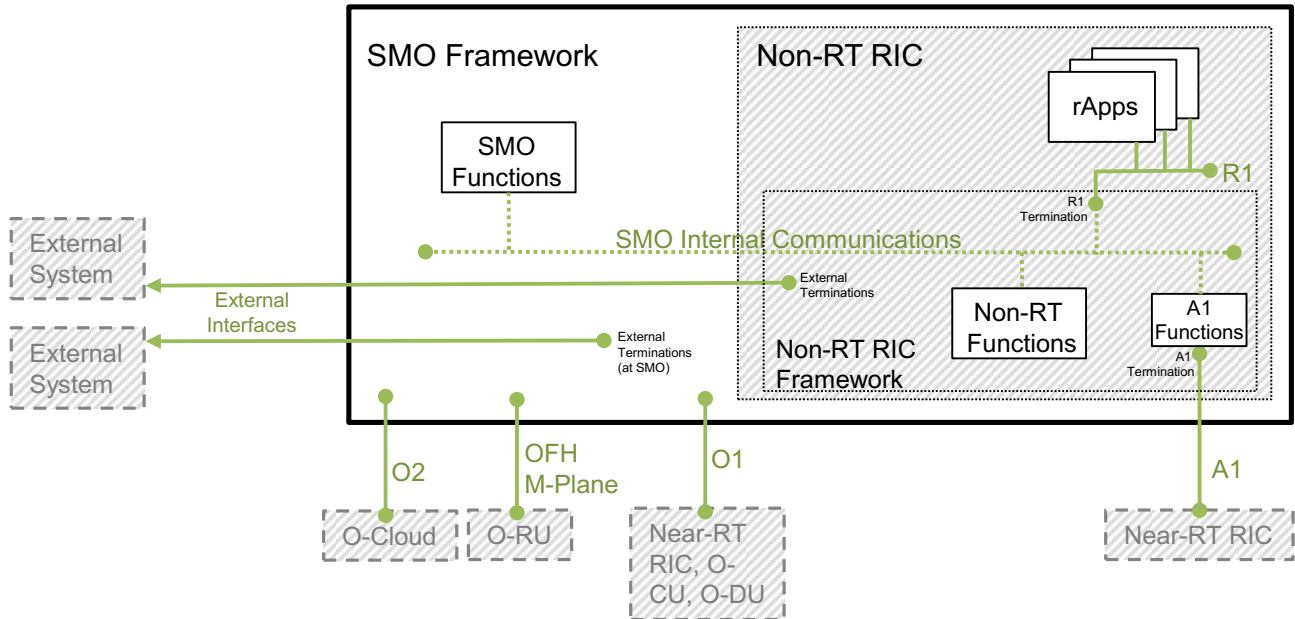 SMO Framework
Non-RT RIC
rApps
SMO
Functions
R1
R1
Termination
External
System
SMO Internal Communications
External
Terminations
External
Interfaces
Non-RT
Functions
A1
Functions
External
System
External
Terminations
(at SMO)
Non-RT RIC
Framework
A1
Termination
O2
OFH
M-Plane
O1
A1
O-Cloud
O-RU
Near-RT
RIC, O-
CU, O-DU
Near-RT RIC